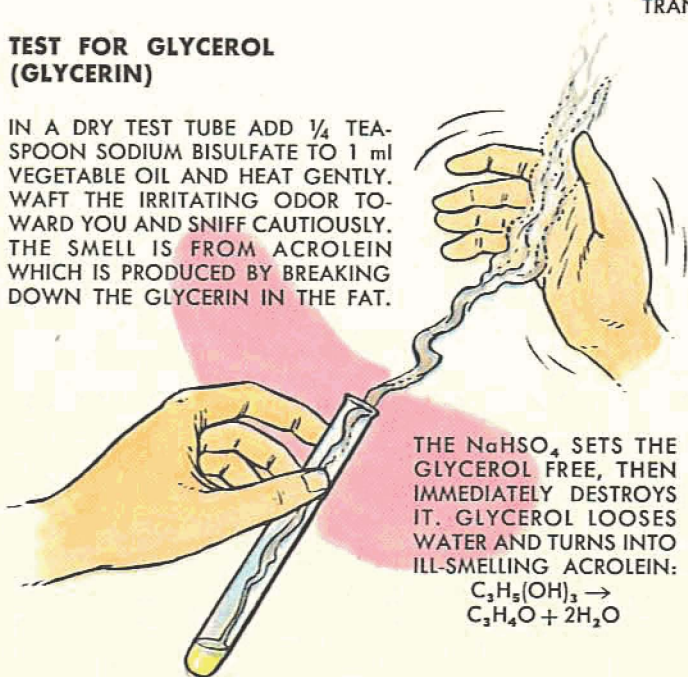 TRAN
TEST FOR GLYCEROL
(GLYCERIN)
IN A DRY TEST TUBE ADD ¼ TEA-
SPOON SODIUM BISULFATE TO 1 ml
VEGETABLE OIL AND HEAT GENTLY.
WAFT THE IRRITATING ODOR TO-
WARD YOU AND SNIFF CAUTIOUSLY.
THE SMELL IS FROM ACROLEIN
WHICH IS PRODUCED BY BREAKING
DOWN THE GLYCERIN IN THE FAT.
THE NaHSO₄ SETS THE
GLYCEROL FREE, THEN
IMMEDIATELY DESTROYS
IT. GLYCEROL LOOSES
WATER AND TURNS INTO
ILL-SMELLING ACROLEIN:
C₃H₅(OH)₃ →
C₃H₄O + 2H₂O